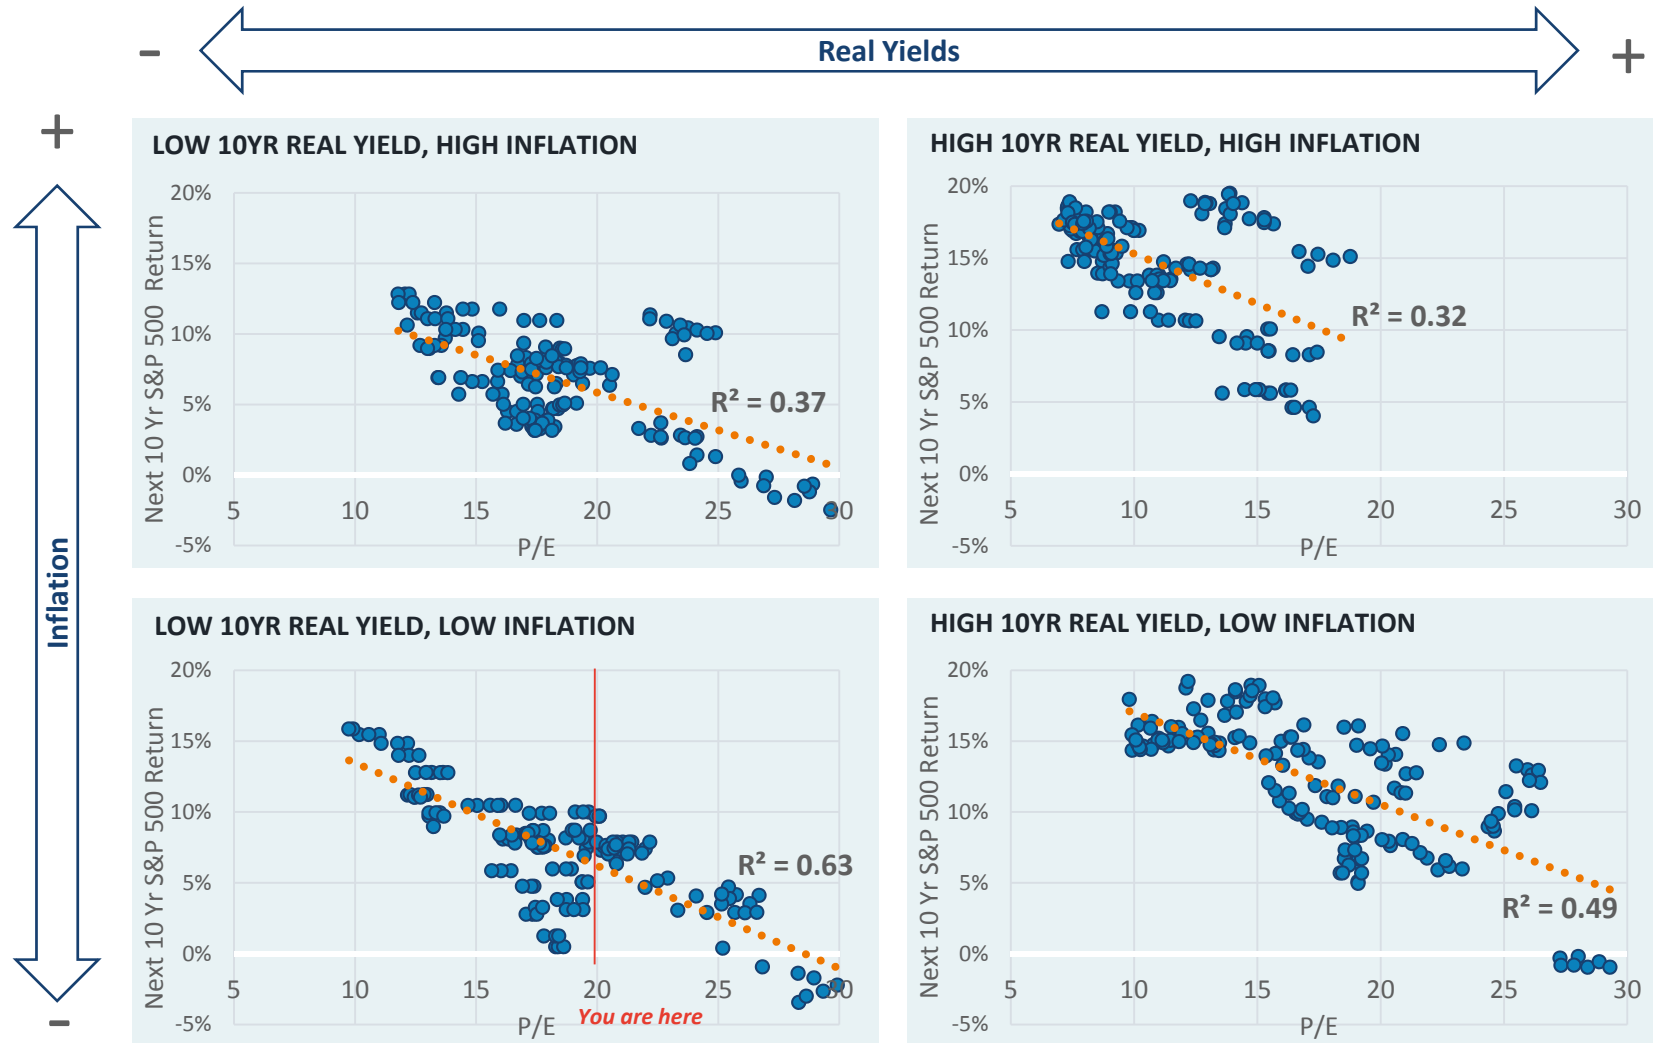 Real Yields
-
+
+
Inflation
-
LOW 10YR REAL YIELD, HIGH INFLATION
Next 10 Yr S&P 500 Return
20%
15%
10%
5%
0%
-5%
R² = 0.37
5 10 15 20 25 30
P/E
HIGH 10YR REAL YIELD, HIGH INFLATION
Next 10 Yr S&P 500 Return
20%
15%
10%
5%
0%
-5%
R² = 0.32
5 10 15 20 25 30
P/E
LOW 10YR REAL YIELD, LOW INFLATION
Next 10 Yr S&P 500 Return
20%
15%
10%
5%
0%
-5%
R² = 0.63
5 10 15 20 25 30
P/E
You are here
HIGH 10YR REAL YIELD, LOW INFLATION
Next 10 Yr S&P 500 Return
20%
15%
10%
5%
0%
-5%
R² = 0.49
5 10 15 20 25 30
P/E